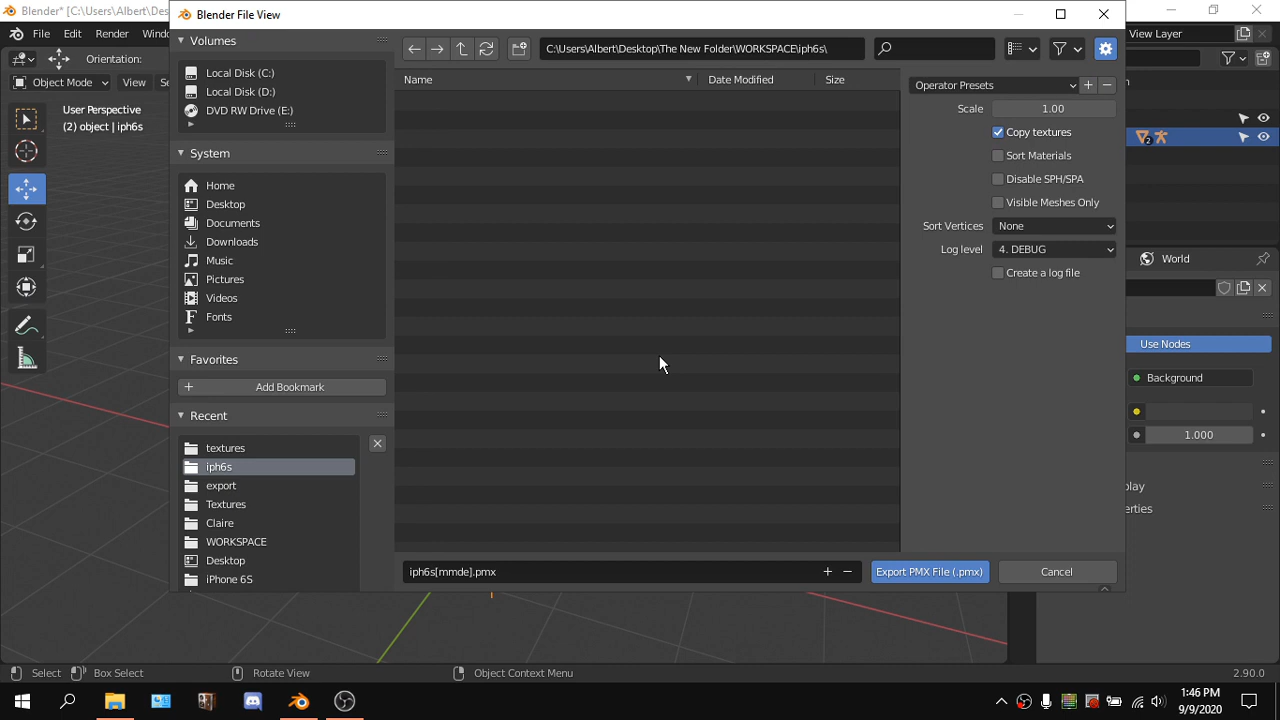 Blender* [C:\Users\Albert\Des
Blender File View
File Edit Render Windo
View Layer
Orientation:
Object Mode View Se
User Perspective
(2) object | iph6s
Volumes
Local Disk (C:)
Local Disk (D:)
DVD RW Drive (E:)
System
Home
Desktop
Documents
Downloads
Music
Pictures
Videos
Fonts
Favorites
Add Bookmark
Recent
textures
iph6s
export
Textures
Claire
WORKSPACE
Desktop
iPhone 6S
C:\Users\Albert\Desktop\The New Folder\WORKSPACE\iph6s\
Name Date Modified Size
Operator Presets
Scale 1.00
Copy textures
Sort Materials
Disable SPH/SPA
Visible Meshes Only
Sort Vertices None
Log level 4. DEBUG
Create a log file
iph6s[mmde].pmx
Export PMX File (.pmx)
Cancel
World
Use Nodes
Background
1.000
play
perties
Select Box Select Rotate View Object Context Menu 2.90.0
1:46 PM
9/9/2020